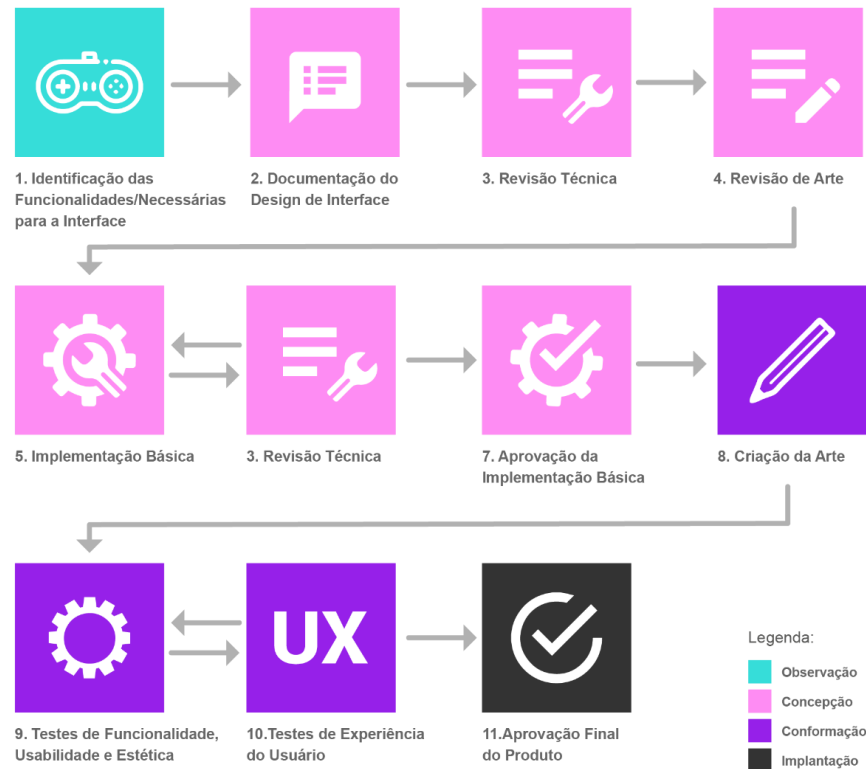 1. Identificação das
Funcionalidades/Necessárias
para a Interface
2. Documentação do
Design de Interface
3. Revisão Técnica
4. Revisão de Arte
5. Implementação Básica
3. Revisão Técnica
7. Aprovação da
Implementação Básica
8. Criação da Arte
UX
9. Testes de Funcionalidade,
Usabilidade e Estética
10.Testes de Experiência
do Usuário
11.Aprovação Final
do Produto
Legenda:
Observação
Concepção
Conformação
Implantação